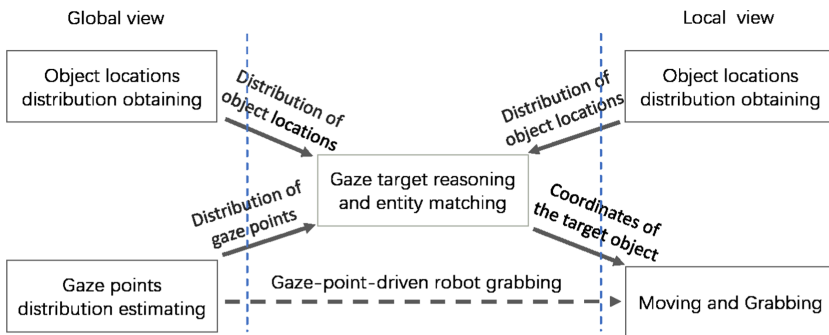 Global view
Local view
Object locations
distribution obtaining
Distribution of
object locations
Distribution of
object locations
Object locations
distribution obtaining
Gaze target reasoning
and entity matching
Distribution of
gaze points
Coordinates of
the target object
Gaze points
distribution estimating
Gaze-point-driven robot grabbing
Moving and Grabbing